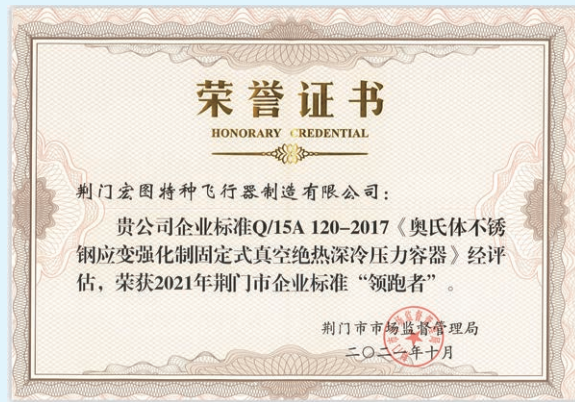 荣誉证书
HONORARY CREDENTIAL
荆门宏图特种飞行器制造有限公司：
贵公司企业标准Q/15A 120-2017《奥氏体不锈
钢应变强化制固定式真空绝热深冷压力容器》经评
估，荣获2021年荆门市企业标准“领跑者”。
荆门市市场监督管理局
二〇二一年十月